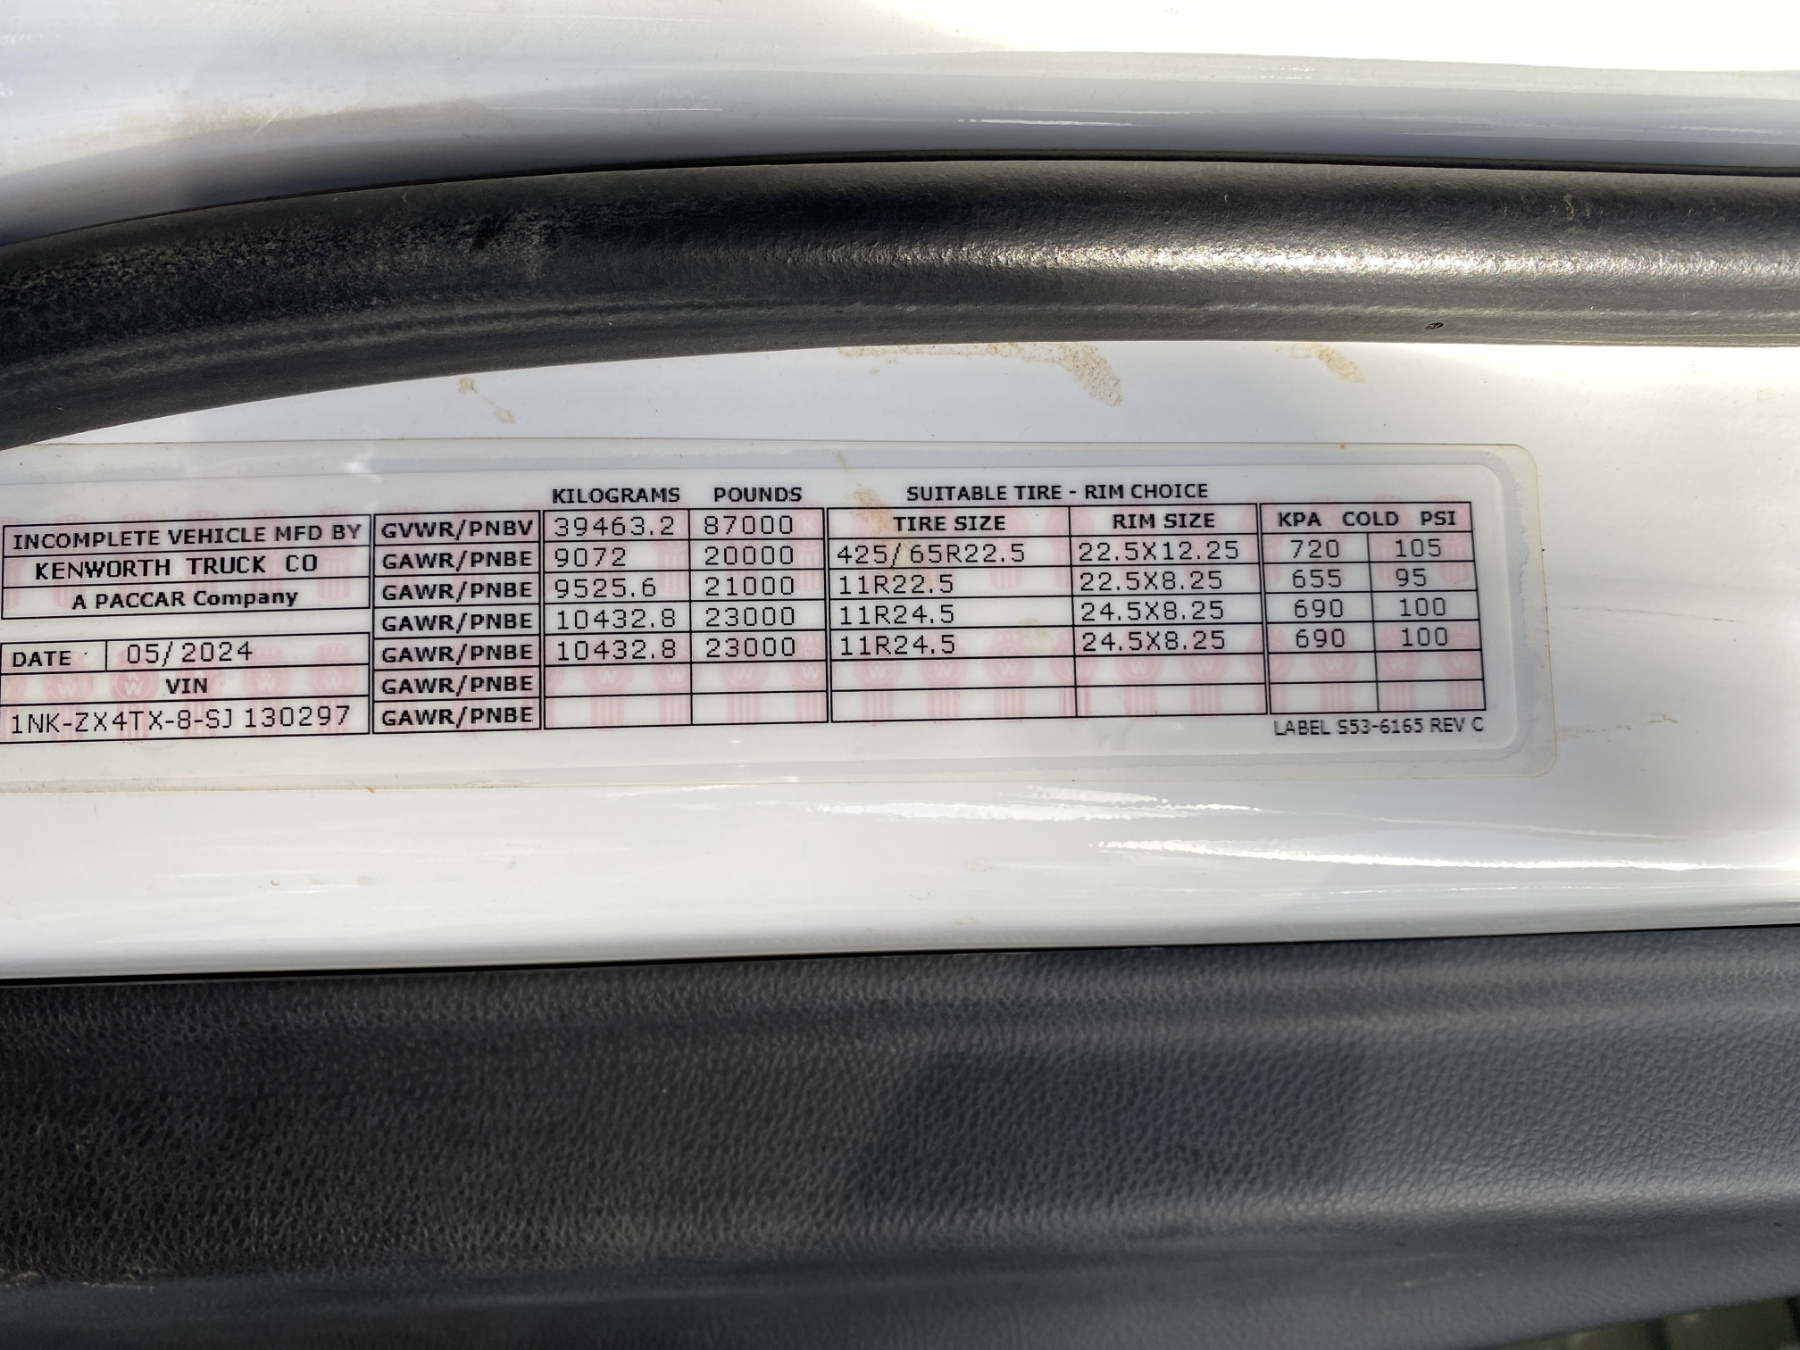 KILOGRAMS POUNDS SUITABLE TIRE - RIM CHOICE
INCOMPLETE VEHICLE MFD BY GVWR/PNBV 39463.2 87000 TIRE SIZE RIM SIZE KPA COLD PSI
KENWORTH TRUCK CO GAWR/PNBE 9072 20000 425/65R22.5 22.5X12.25 720 105
A PACCAR Company GAWR/PNBE 9525.6 21000 11R22.5 22.5X8.25 655 95
GAWR/PNBE 10432.8 23000 11R24.5 24.5X8.25 690 100
DATE 05/2024 GAWR/PNBE 10432.8 23000 11R24.5 24.5X8.25 690 100
VIN GAWR/PNBE
1NK-ZX4TX-8-SJ130297 GAWR/PNBE
LABEL S53-6165 REV C